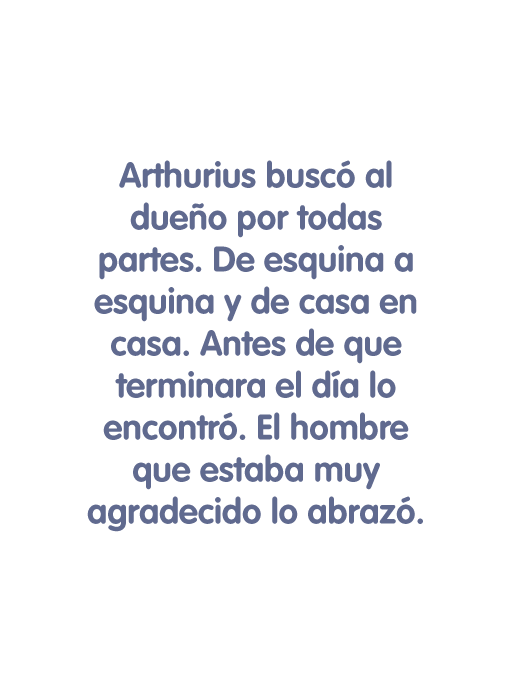 Arthurius buscó al
dueño por todas
partes. De esquina a
esquina y de casa en
casa. Antes de que
terminara el día lo
encontró. El hombre
que estaba muy
agradecido lo abrazó.